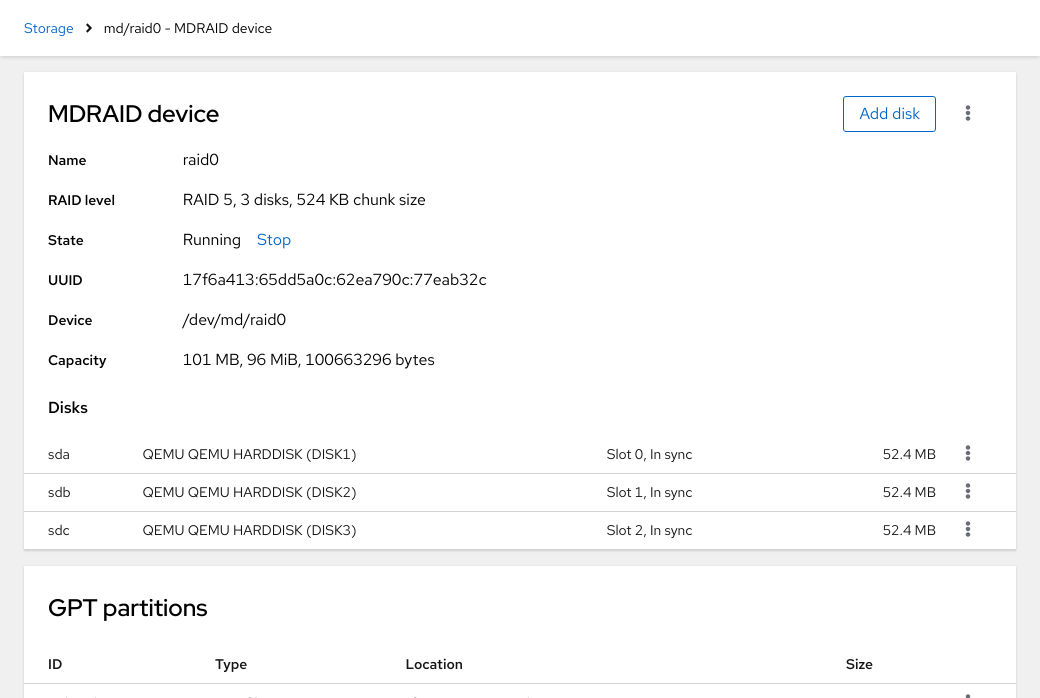 Storage > md/raid0 - MDRAID device
MDRAID device
Add disk
Name raid0
RAID level RAID 5, 3 disks, 524 KB chunk size
State Running Stop
UUID 17f6a413:65dd5a0c:62ea790c:77eab32c
Device /dev/md/raid0
Capacity 101 MB, 96 MiB, 100663296 bytes
Disks
sda QEMU QEMU HARDDISK (DISK1) Slot 0, In sync 52.4 MB
sdb QEMU QEMU HARDDISK (DISK2) Slot 1, In sync 52.4 MB
sdc QEMU QEMU HARDDISK (DISK3) Slot 2, In sync 52.4 MB
GPT partitions
ID Type Location Size